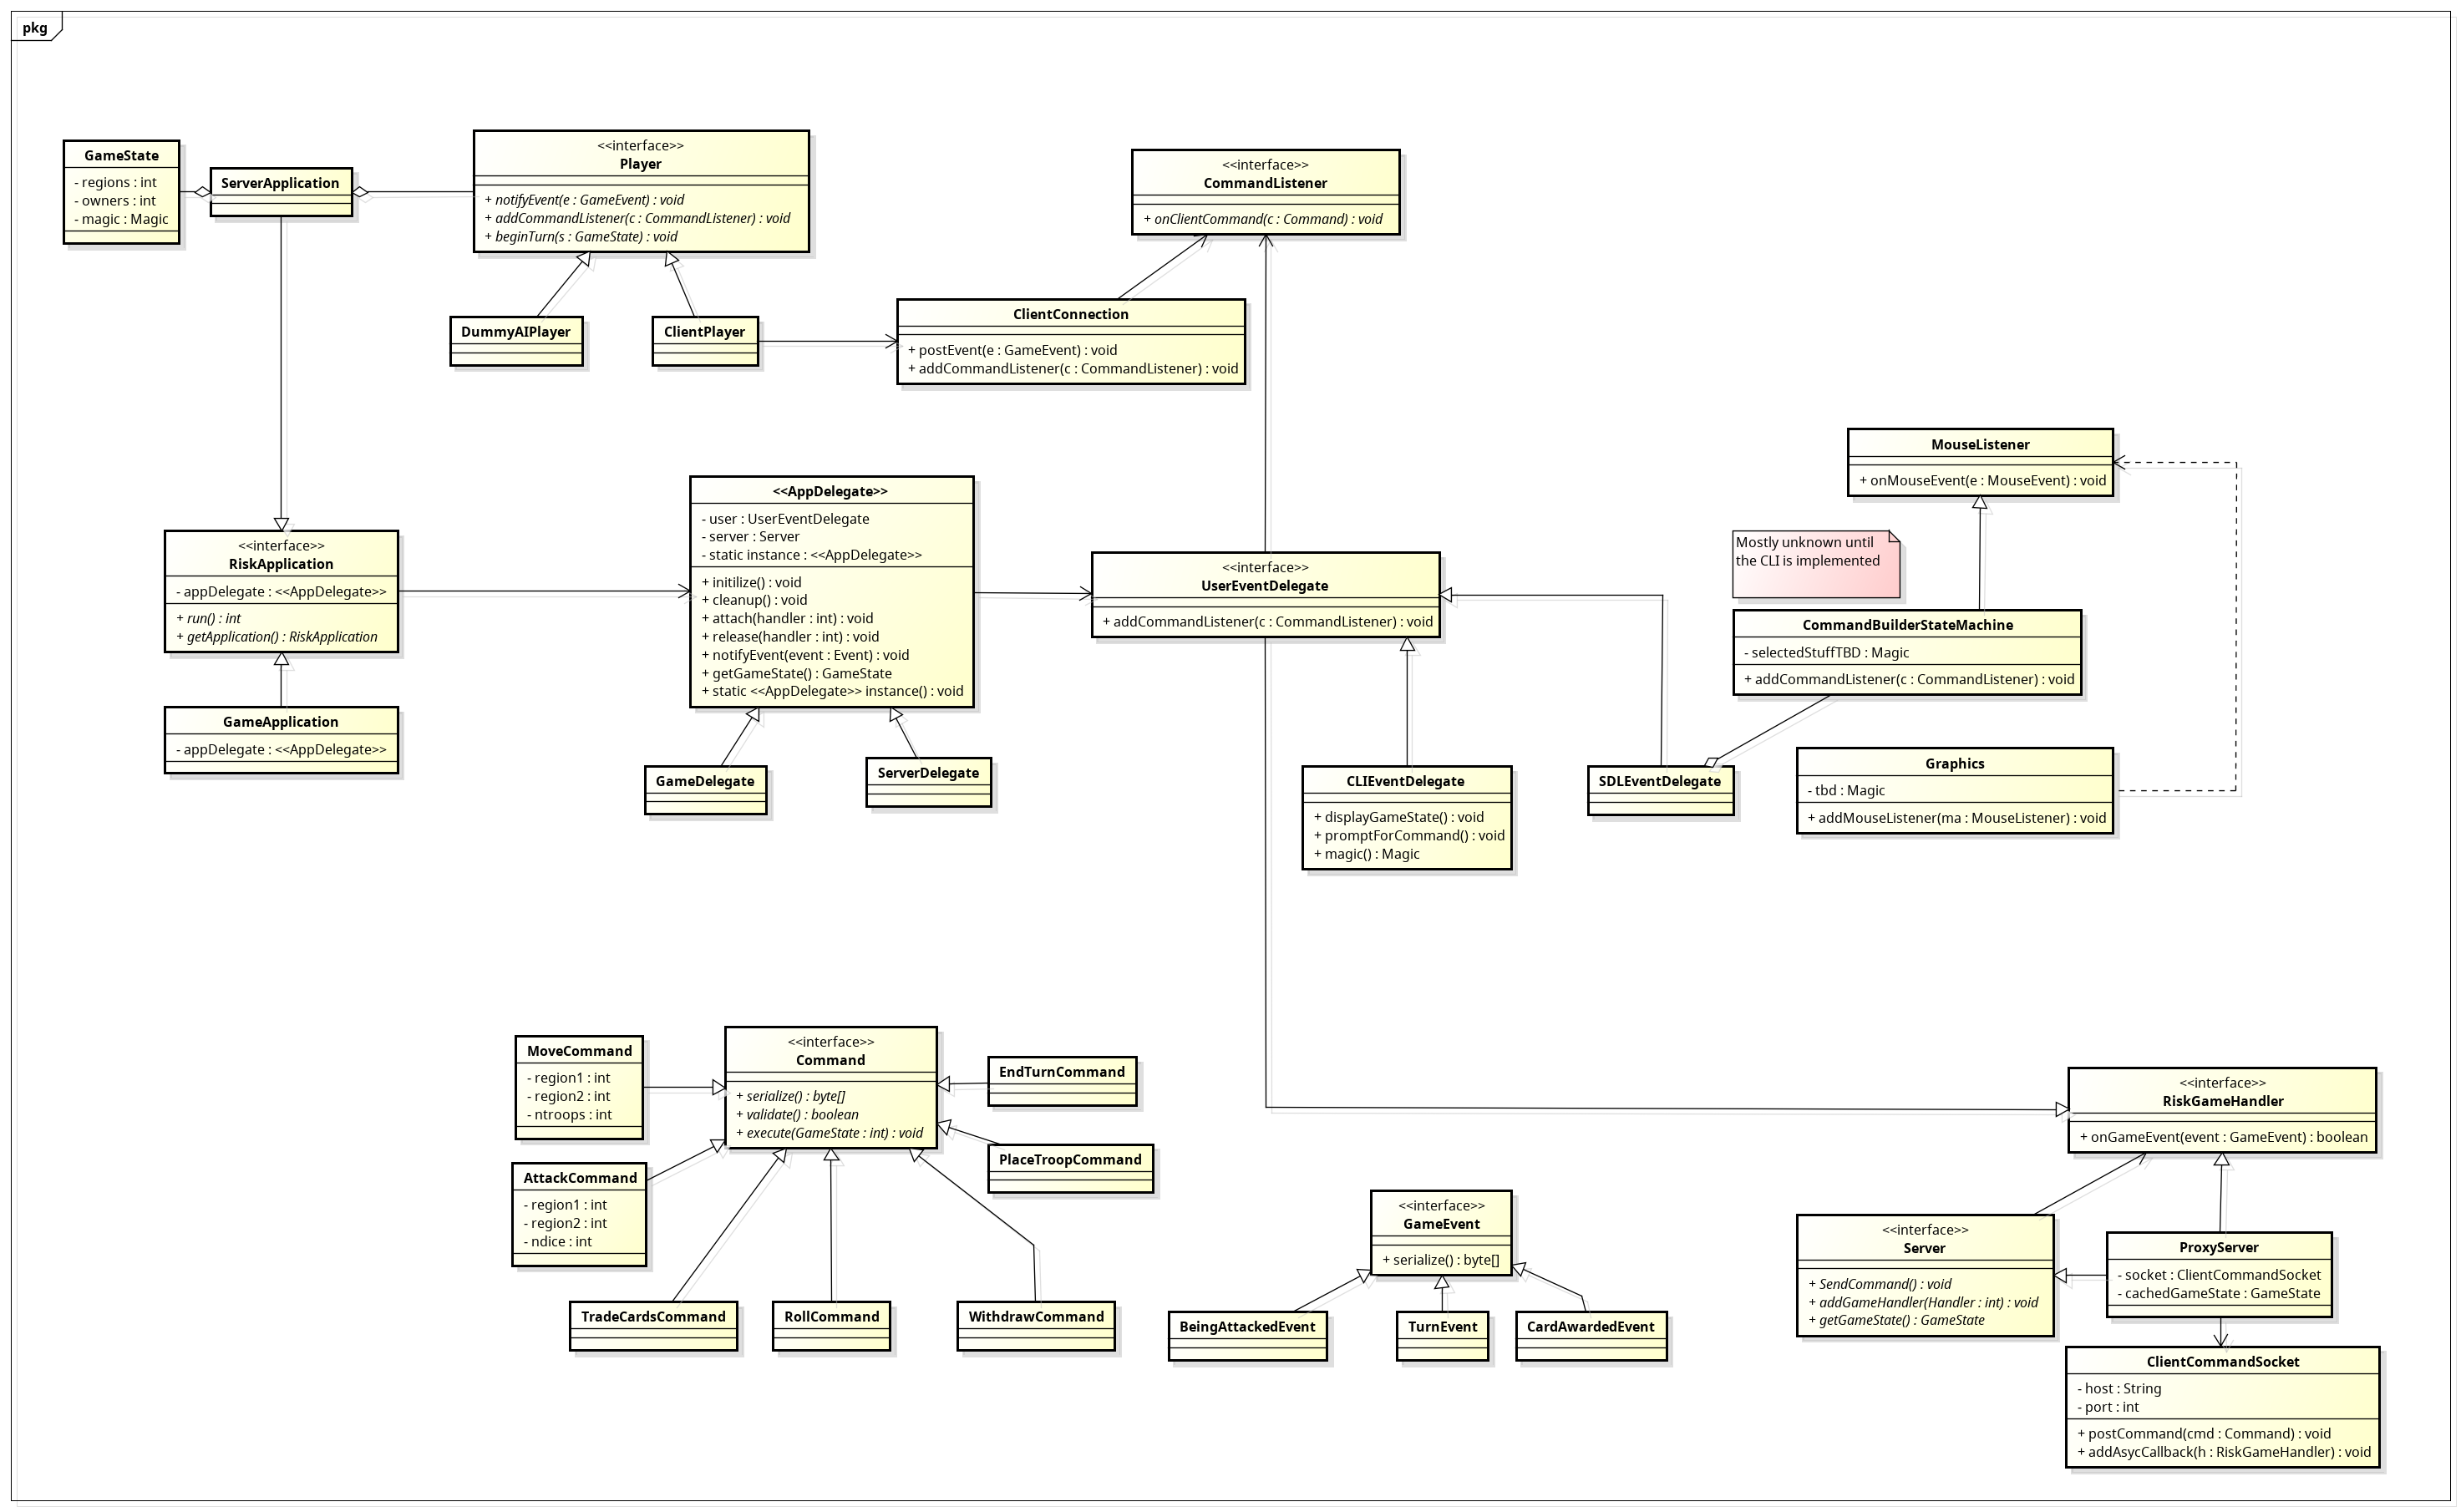 pkg
GameState
- regions : int
- owners : int
- magic : Magic
ServerApplication
<<interface>>
Player
+ notifyEvent(e : GameEvent) : void
+ addCommandListener(c : CommandListener) : void
+ beginTurn(s : GameState) : void
<<interface>>
CommandListener
+ onClientCommand(c : Command) : void
DummyAIPlayer
ClientPlayer
ClientConnection
+ postEvent(e : GameEvent) : void
+ addCommandListener(c : CommandListener) : void
MouseListener
+ onMouseEvent(e : MouseEvent) : void
<<interface>>
RiskApplication
- appDelegate : <<AppDelegate>>
+ run() : int
+ getApplication() : RiskApplication
<<AppDelegate>>
- user : UserEventDelegate
- server : Server
- static instance : <<AppDelegate>>
+ initilize() : void
+ cleanup() : void
+ attach(handler : int) : void
+ release(handler : int) : void
+ notifyEvent(event : Event) : void
+ getGameState() : GameState
+ static <<AppDelegate>> instance() : void
<<interface>>
UserEventDelegate
+ addCommandListener(c : CommandListener) : void
Mostly unknown until
the CLI is implemented
CommandBuilderStateMachine
- selectedStuffTBD : Magic
+ addCommandListener(c : CommandListener) : void
GameApplication
- appDelegate : <<AppDelegate>>
GameDelegate
ServerDelegate
CLIEventDelegate
+ displayGameState() : void
+ promptForCommand() : void
+ magic() : Magic
SDLEventDelegate
Graphics
- tbd : Magic
+ addMouseListener(ma : MouseListener) : void
MoveCommand
- region1 : int
- region2 : int
- ntroops : int
<<interface>>
Command
+ serialize() : byte[]
+ validate() : boolean
+ execute(GameState : int) : void
EndTurnCommand
PlaceTroopCommand
AttackCommand
- region1 : int
- region2 : int
- ndice : int
TradeCardsCommand
RollCommand
WithdrawCommand
<<interface>>
GameEvent
+ serialize() : byte[]
BeingAttackedEvent
TurnEvent
CardAwardedEvent
<<interface>>
RiskGameHandler
+ onGameEvent(event : GameEvent) : boolean
<<interface>>
Server
+ SendCommand() : void
+ addGameHandler(Handler : int) : void
+ getGameState() : GameState
ProxyServer
- socket : ClientCommandSocket
- cachedGameState : GameState
ClientCommandSocket
- host : String
- port : int
+ postCommand(cmd : Command) : void
+ addAsycCallback(h : RiskGameHandler) : void